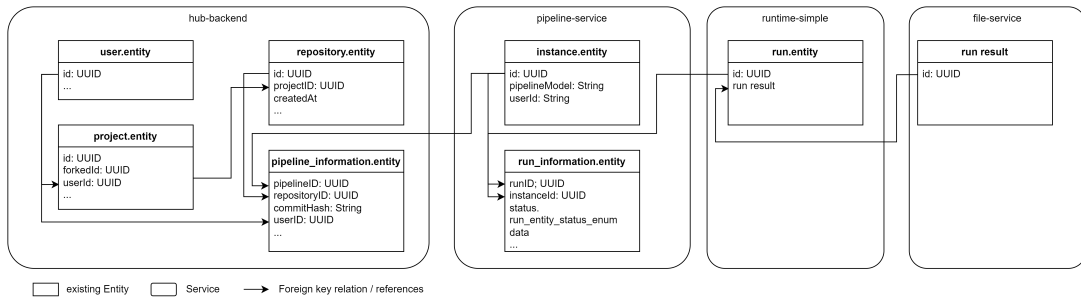 hub-backend
user.entity
id: UUID
...
project.entity
id: UUID
forkedId: UUID
userId: UUID
...
repository.entity
id: UUID
projectID: UUID
createdAt
...
pipeline_information.entity
pipelineID: UUID
repositoryID: UUID
commitHash: String
userID: UUID
...
pipeline-service
instance.entity
id: UUID
pipelineModel: String
userId: String
run_information.entity
runID; UUID
instanceId: UUID
status.
run_entity_status_enum
data
...
runtime-simple
run.entity
id: UUID
run result
file-service
run result
id: UUID
existing Entity
Service
Foreign key relation / references